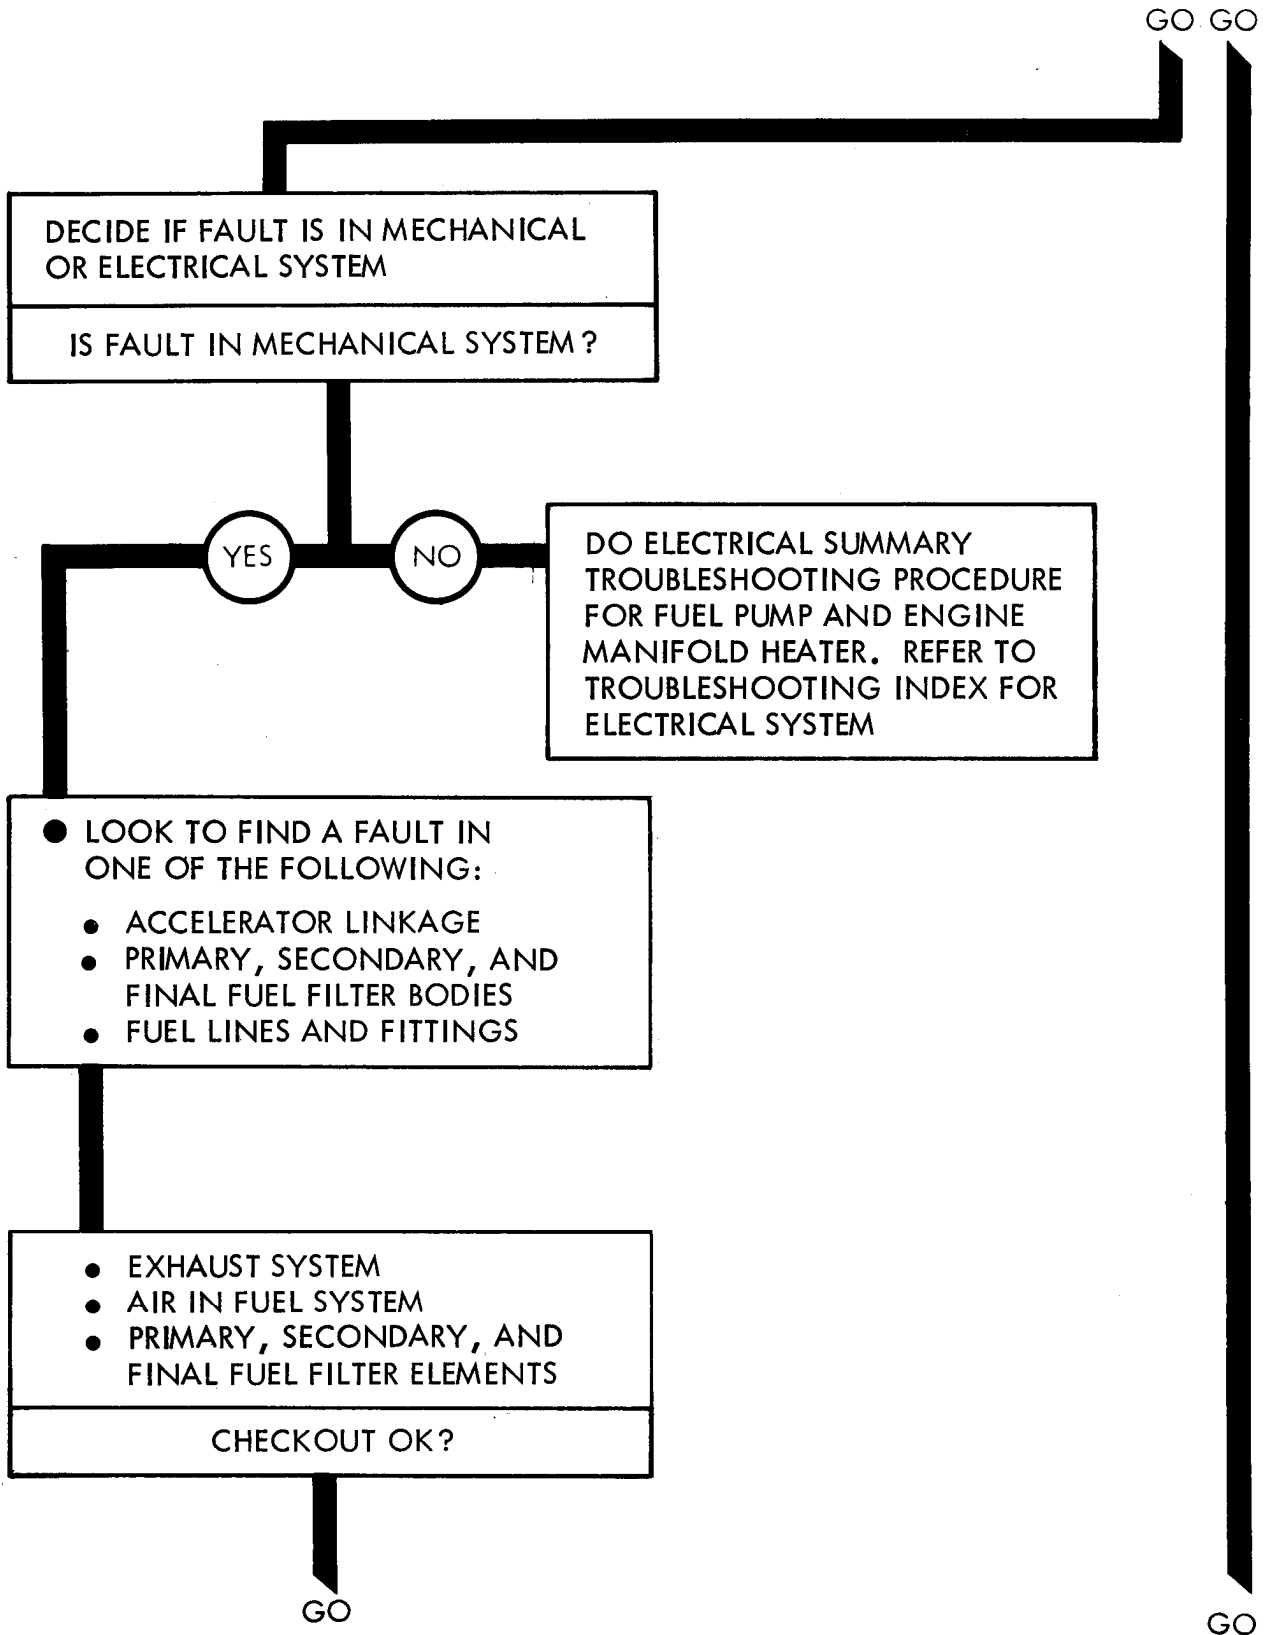 GO GO
DECIDE IF FAULT IS IN MECHANICAL
OR ELECTRICAL SYSTEM
IS FAULT IN MECHANICAL SYSTEM?
YES
NO
DO ELECTRICAL SUMMARY
TROUBLESHOOTING PROCEDURE
FOR FUEL PUMP AND ENGINE
MANIFOLD HEATER. REFER TO
TROUBLESHOOTING INDEX FOR
ELECTRICAL SYSTEM
● LOOK TO FIND A FAULT IN
ONE OF THE FOLLOWING:
● ACCELERATOR LINKAGE
● PRIMARY, SECONDARY, AND
FINAL FUEL FILTER BODIES
● FUEL LINES AND FITTINGS
● EXHAUST SYSTEM
● AIR IN FUEL SYSTEM
● PRIMARY, SECONDARY, AND
FINAL FUEL FILTER ELEMENTS
CHECKOUT OK?
GO
GO